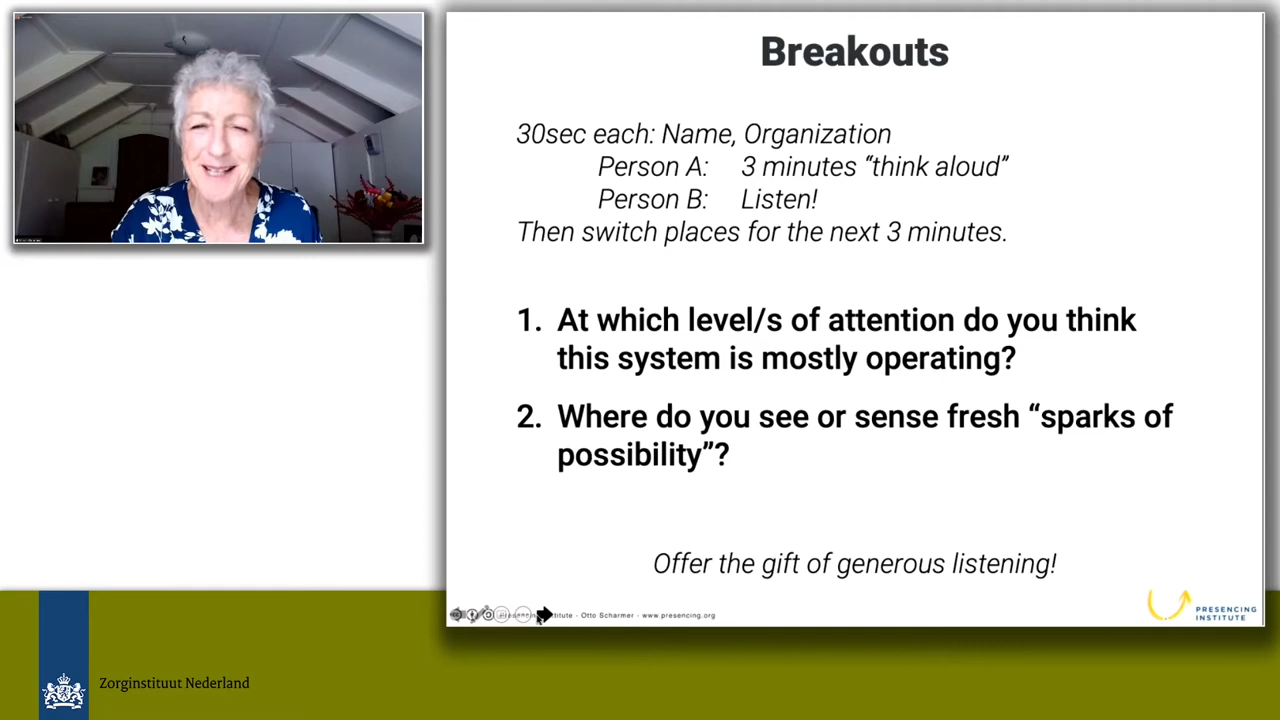 Breakouts
30sec each: Name, Organization
Person A: 3 minutes “think aloud”
Person B: Listen!
Then switch places for the next 3 minutes.
1. At which level/s of attention do you think
this system is mostly operating?
2. Where do you see or sense fresh “sparks of
possibility”?
Offer the gift of generous listening!
Institute - Otto Scharmer - www.presencing.org
PRESENCING
INSTITUTE
Zorginstituut Nederland